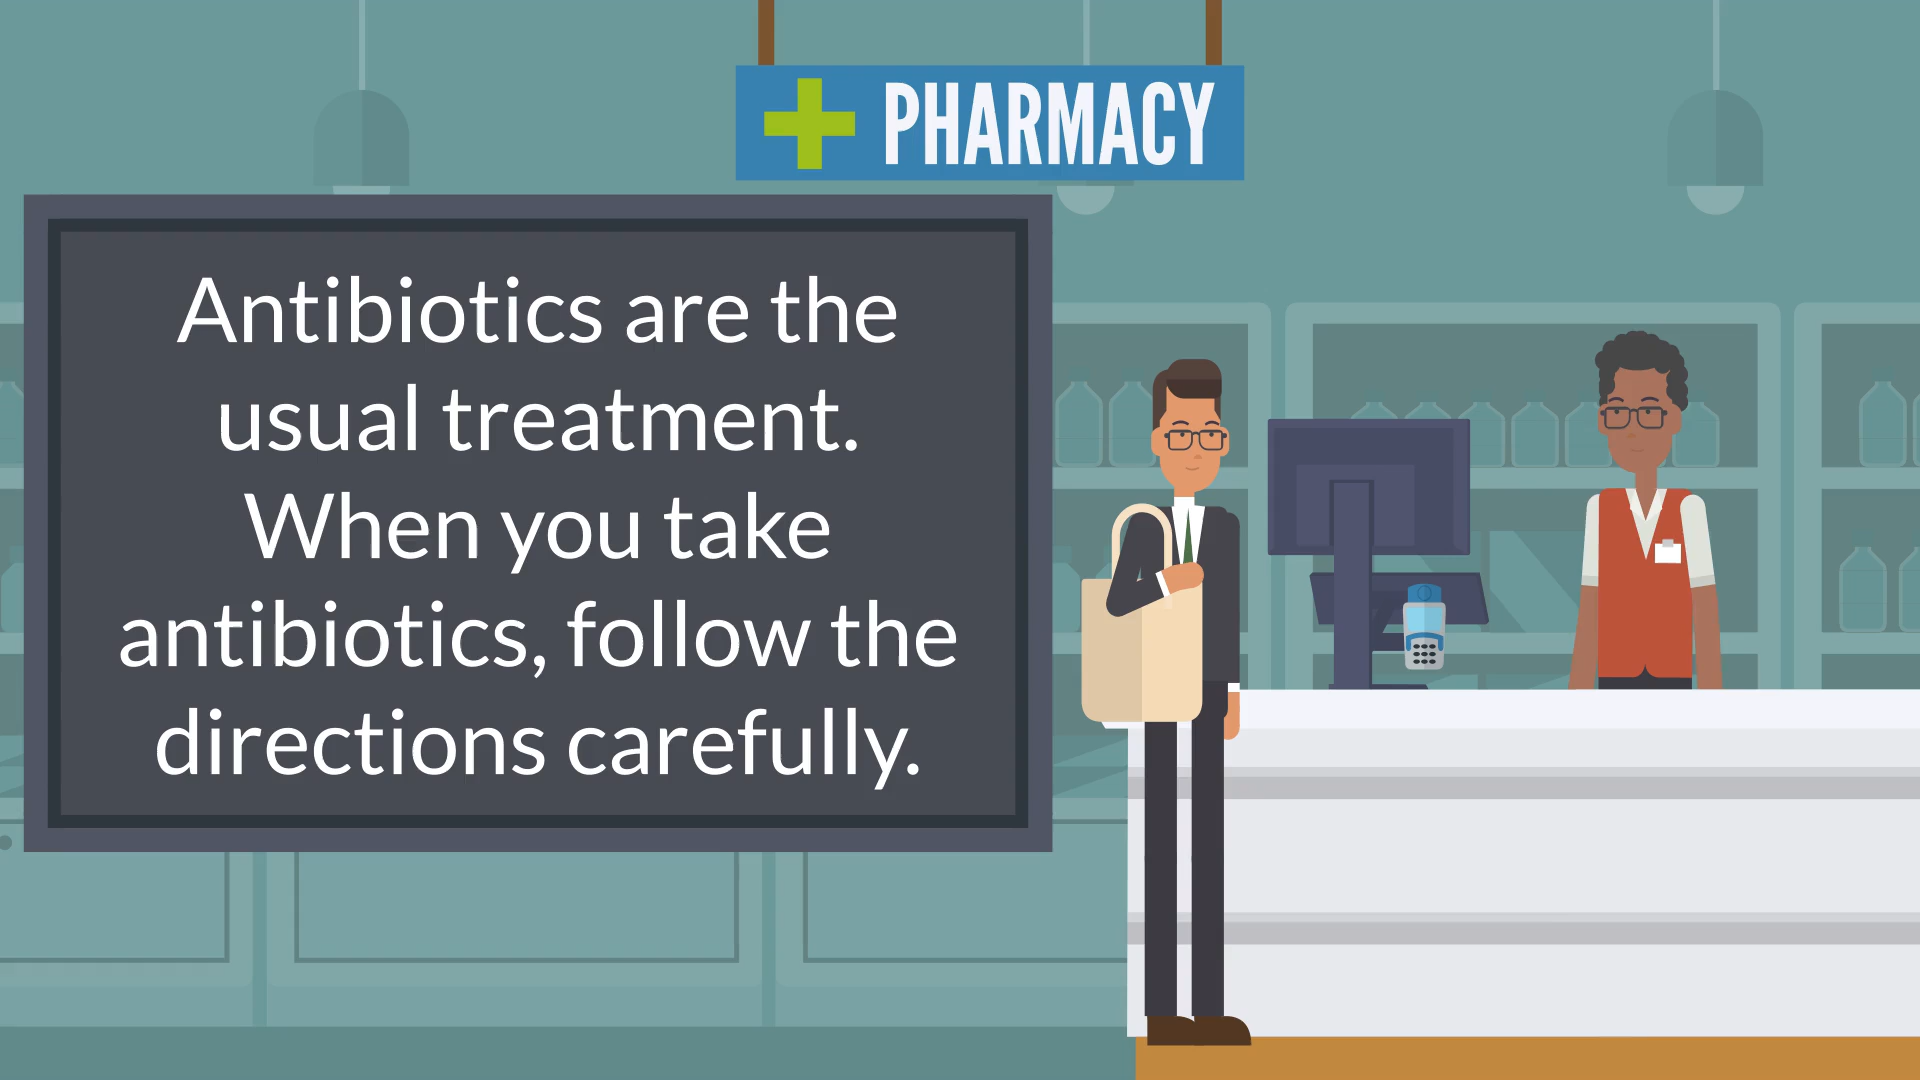 PHARMACY
Antibiotics are the
usual treatment.
When you take
antibiotics, follow the
directions carefully.